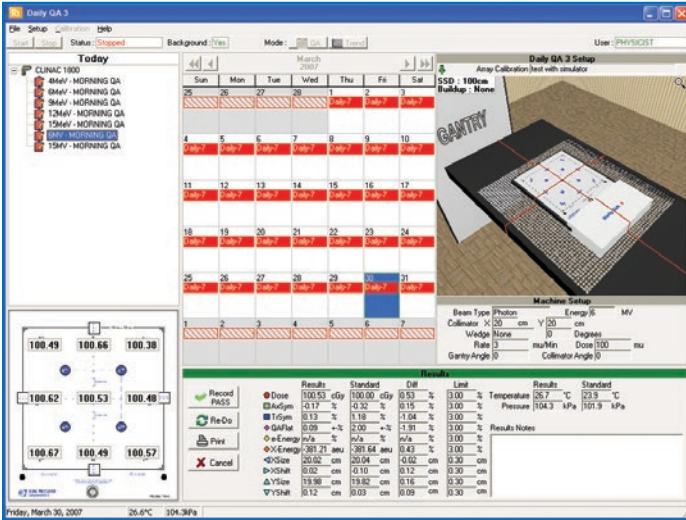 Daily QA 3
File Setup Calibration Help
Start Stop Status: Stopped Background: Yes Mode: QA Trend User: PHYSICIST
Today
CLINAC 1800
4MeV - MORNING QA
6MeV - MORNING QA
9MeV - MORNING QA
12MeV - MORNING QA
15MeV - MORNING QA
6MV - MORNING QA
15MV - MORNING QA
March
2007
Sun Mon Tue Wed Thu Fri Sat
25 26 27 28 1 2 3
Daily-7 Daily-7 Daily-7
4 5 6 7 8 9 10
Daily-7 Daily-7 Daily-7 Daily-7 Daily-7 Daily-7 Daily-7
11 12 13 14 15 16 17
Daily-7 Daily-7 Daily-7 Daily-7 Daily-7 Daily-7 Daily-7
18 19 20 21 22 23 24
Daily-7 Daily-7 Daily-7 Daily-7 Daily-7 Daily-7 Daily-7
25 26 27 28 29 30 31
Daily-7 Daily-7 Daily-7 Daily-7 Daily-7 Daily-7 Daily-7
1 2 3 4 5 6 7
Daily QA 3 Setup
Array Calibration test with simulator
SSD : 100cm
Buildup : None
GANTRY
Machine Setup
Beam Type Photon Energy 6 MV
Collimator X 20 cm Y 20 cm
Wedge None 0 Degrees
Rate 3 mu/Min Dose 100 mu
Gantry Angle 0 Collimator Angle 0
100.49 100.66 100.38
100.62 100.53 100.48
100.67 100.49 100.57
SUN NUCLEAR
Results
Record
PASS
Re-Do
Print
Cancel
Results Standard Diff Limit
Dose 100.53 cGy 100.00 cGy 0.53 % 3.00 %
AxSym -0.17 % -0.32 % 0.15 % 3.00 %
TrSym 0.13 % 1.18 % -1.04 % 3.00 %
QAFlat 0.09 +-% 2.00 +-% -1.91 % 3.00 %
e-Energy n/a % n/a % n/a % 3.00 %
X-Energy -381.21 aeu -381.64 aeu 0.43 % 3.00 %
XSize 20.02 cm 20.04 cm -0.02 cm 0.30 cm
XShift 0.02 cm -0.10 cm 0.12 cm 0.30 cm
YSize 19.98 cm 19.82 cm 0.16 cm 0.30 cm
YShift 0.12 cm 0.03 cm 0.09 cm 0.30 cm
Results Standard
Temperature 26.7 °C 23.9 °C
Pressure 104.3 kPa 101.9 kPa
Results Notes
Friday, March 30, 2007 26.6°C 104.3kPa